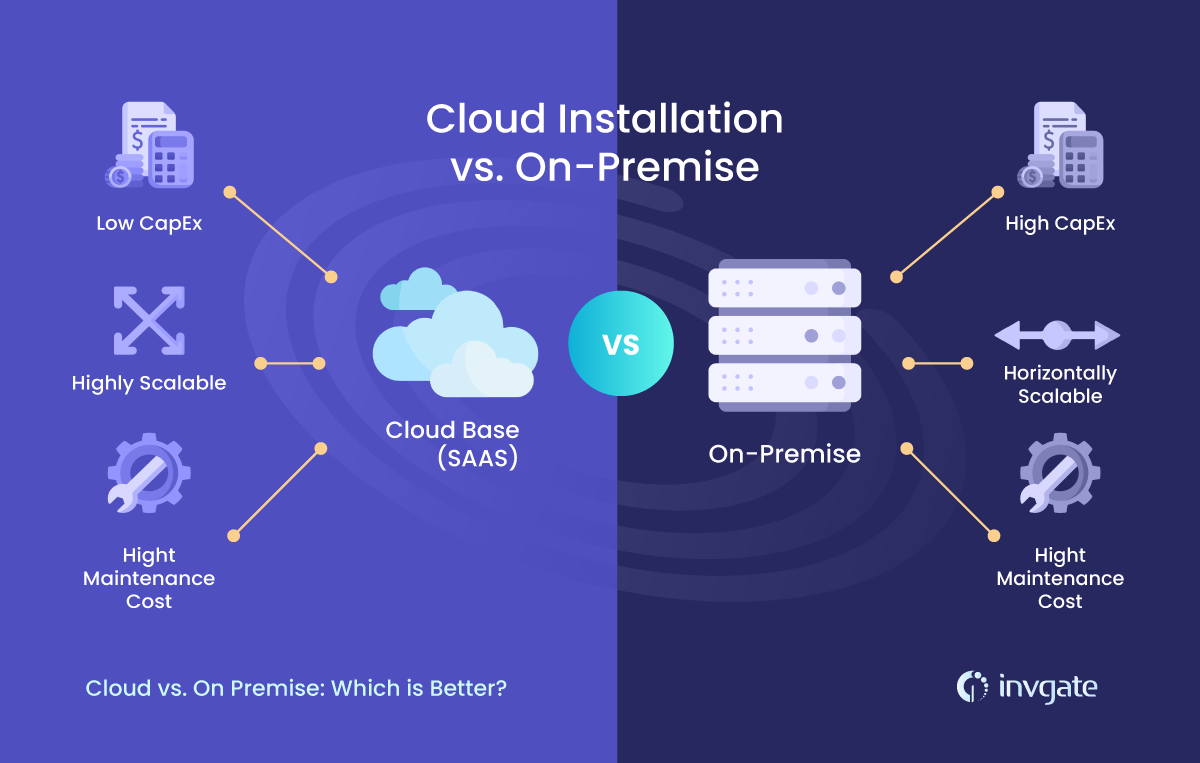 Cloud Installation
vs. On-Premise
Low CapEx
Highly Scalable
Hight
Maintenance
Cost
Cloud Base
(SAAS)
VS
On-Premise
High CapEx
Horizontally
Scalable
Hight
Maintenance
Cost
Cloud vs. On Premise: Which is Better?
invgate